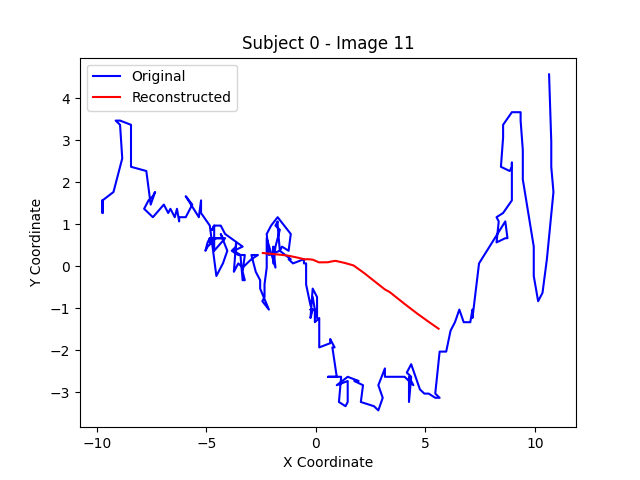 Subject 0 - Image 11
Original
Reconstructed
Y Coordinate
4
3
2
1
0
−1
−2
−3
−10
−5
0
5
10
X Coordinate